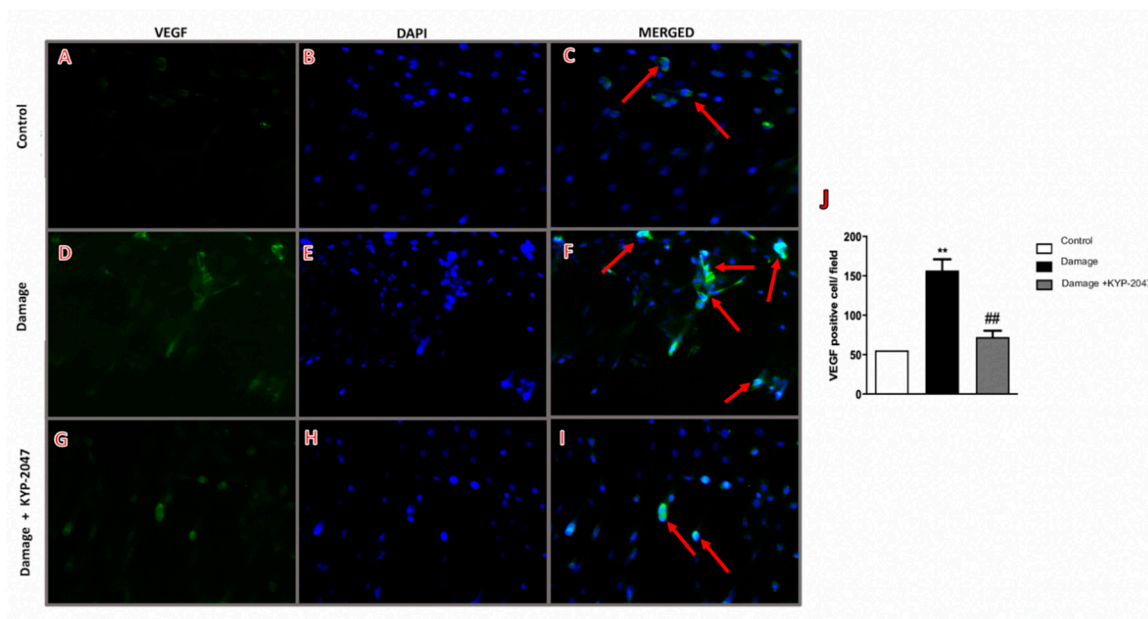 VEGF DAPI MERGED
Control
A
B
C
Damage
D
E
F
Damage + KYP-2047
G
H
I
J
VEGF positive cell/ field
200
150
100
50
0
**
##
Control
Damage
Damage +KYP-2047